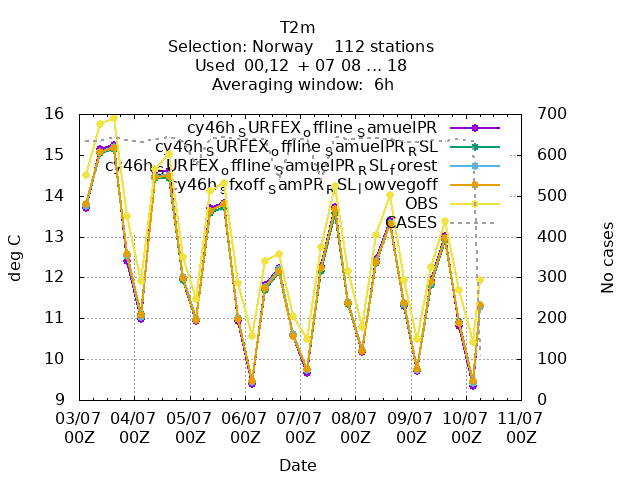 T2m
Selection: Norway    112 stations
Used  00,12  + 07 08 ... 18
Averaging window:  6h
cy46h_SURFEX_offline_SamuelPR
cy46h_SURFEX_offline_SamuelPR_RSL
cy46h_SURFEX_offline_SamuelPR_RSL_forest
cy46h_sfxoff_SamPR_RSL_lowvegoff
OBS
CASES
16 700
15 600
14 500
13 400
12 300
11 200
10 100
9 0
deg C
No cases
03/07 04/07 05/07 06/07 07/07 08/07 09/07 10/07 11/07
00Z 00Z 00Z 00Z 00Z 00Z 00Z 00Z 00Z
Date